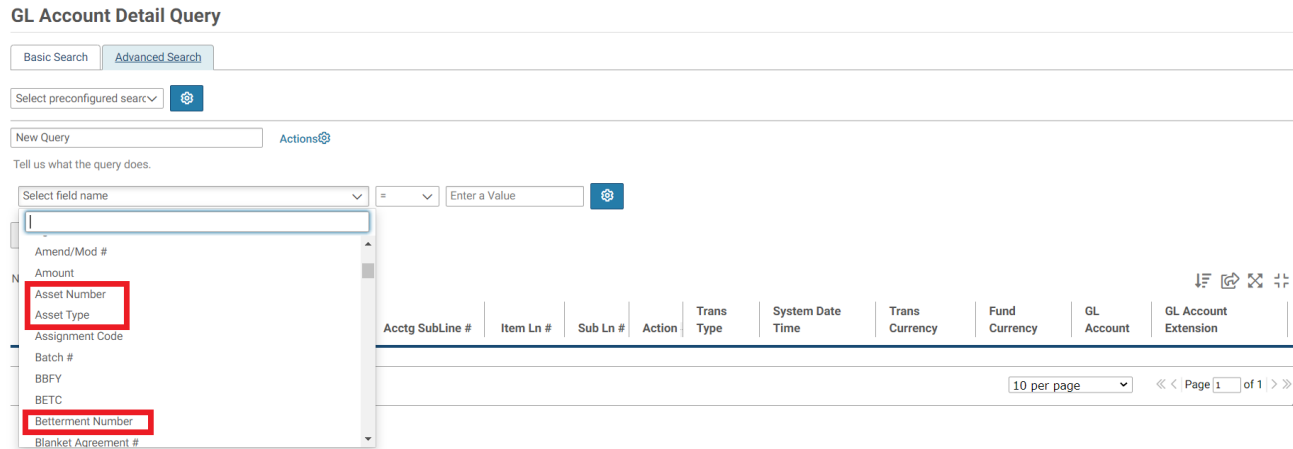 GL Account Detail Query
Basic Search
Advanced Search
Select preconfigured searc
New Query
Actions
Tell us what the query does.
Select field name
=
Enter a Value
Amend/Mod #
Amount
Asset Number
Asset Type
Assignment Code
Batch #
BBFY
BETC
Betterment Number
Blanket Agreement #
Acctg SubLine #
Item Ln #
Sub Ln #
Action
Trans Type
System Date Time
Trans Currency
Fund Currency
GL Account
GL Account Extension
10 per page
Page 1 of 1